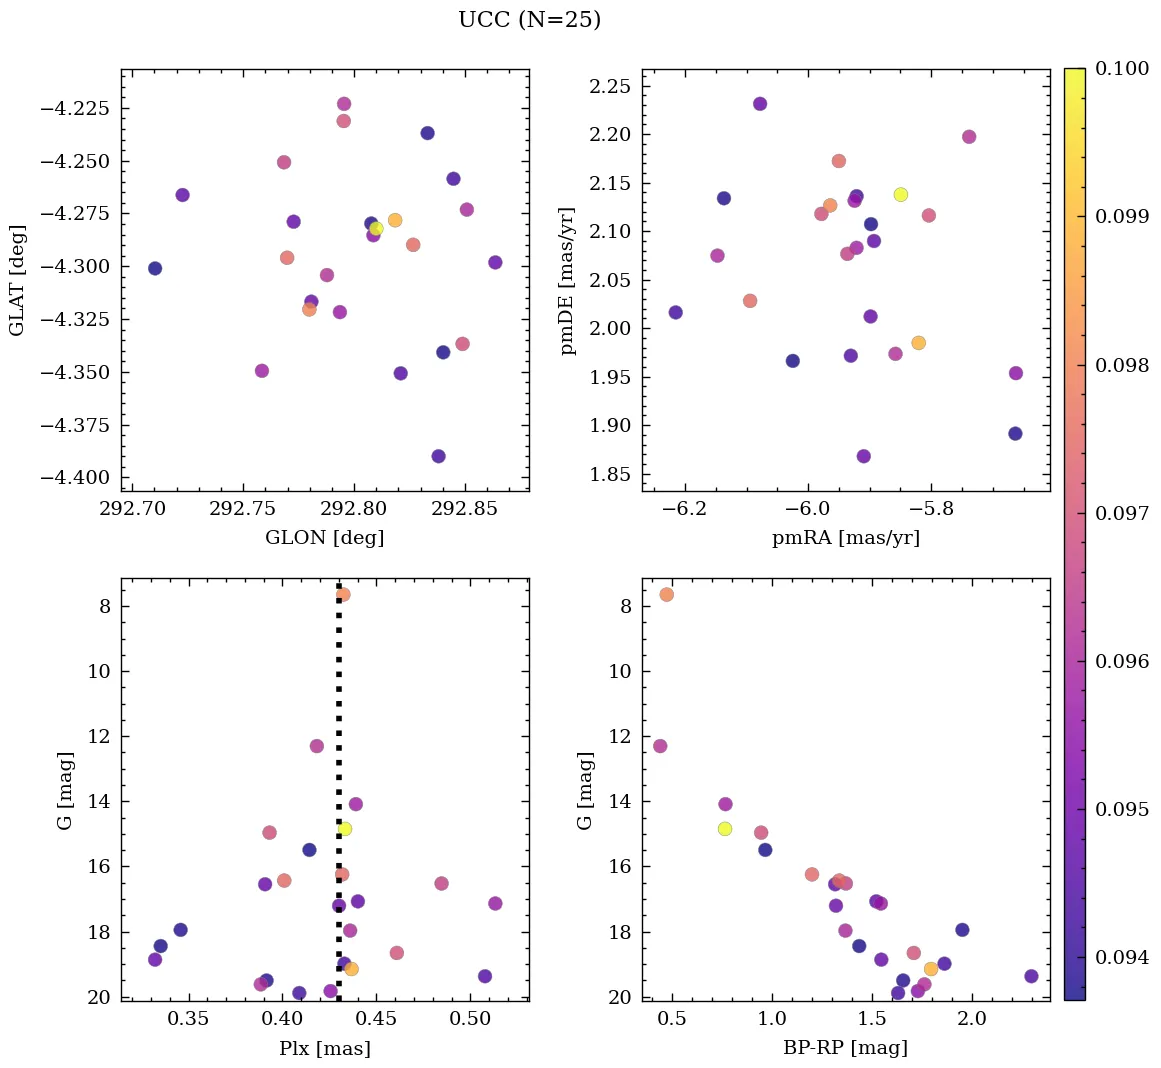 UCC (N=25)
−4.225
−4.250
−4.275
−4.300
−4.325
−4.350
−4.375
−4.400
GLAT [deg]
292.70 292.75 292.80 292.85
GLON [deg]
2.25
2.20
2.15
2.10
2.05
2.00
1.95
1.90
1.85
pmDE [mas/yr]
−6.2 −6.0 −5.8
pmRA [mas/yr]
8
10
12
14
16
18
20
G [mag]
0.35 0.40 0.45 0.50
Plx [mas]
8
10
12
14
16
18
20
G [mag]
0.5 1.0 1.5 2.0
BP-RP [mag]
0.100
0.099
0.098
0.097
0.096
0.095
0.094